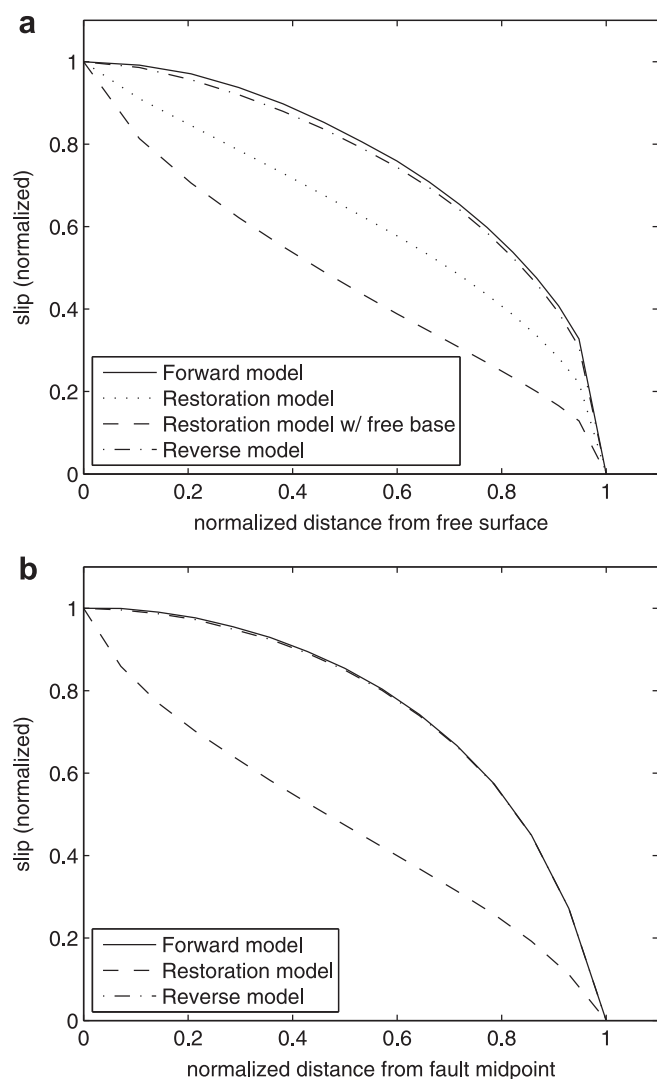 a
1
0.8
0.6
0.4
0.2
0
slip (normalized)
Forward model
Restoration model
Restoration model w/ free base
Reverse model
0 0.2 0.4 0.6 0.8 1
normalized distance from free surface
b
1
0.8
0.6
0.4
0.2
0
slip (normalized)
Forward model
Restoration model
Reverse model
0 0.2 0.4 0.6 0.8 1
normalized distance from fault midpoint